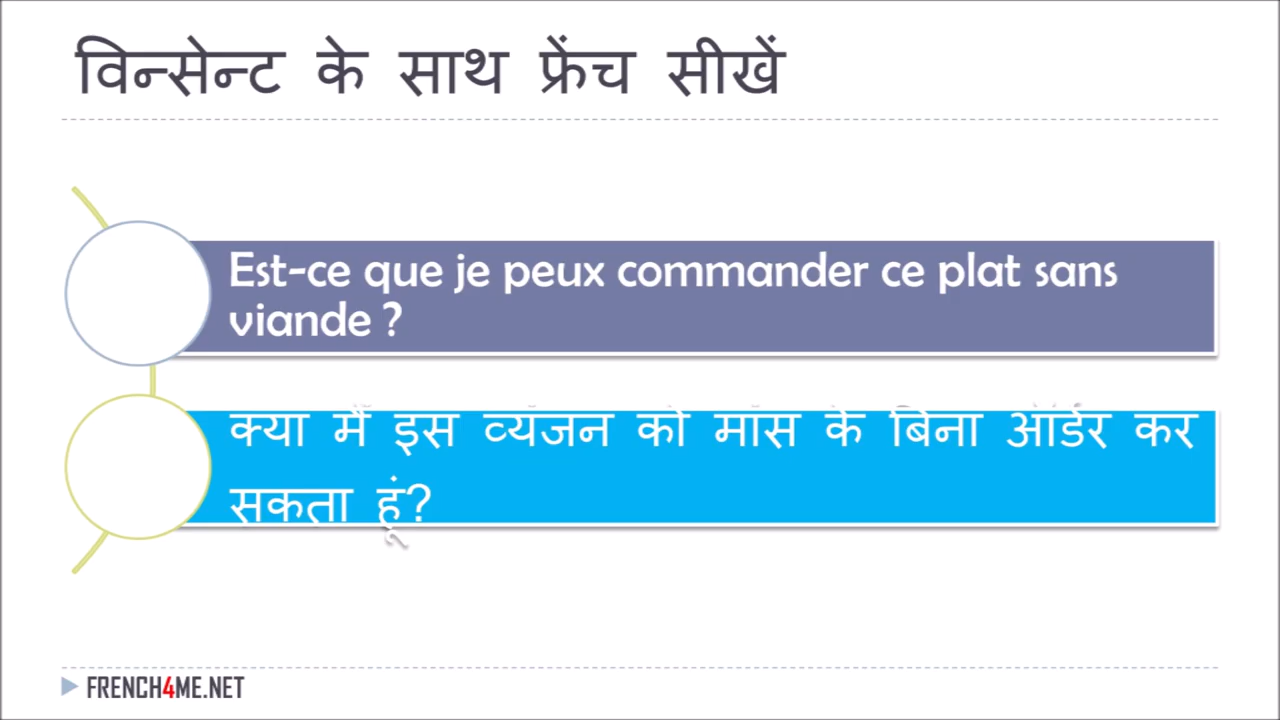 विन्सेन्ट के साथ फ्रेंच सीखें
Est-ce que je peux commander ce plat sans
viande ?
क्या मैं इस व्यंजन को मांस के बिना ऑर्डर कर
सकता हूं?
FRENCH4ME.NET